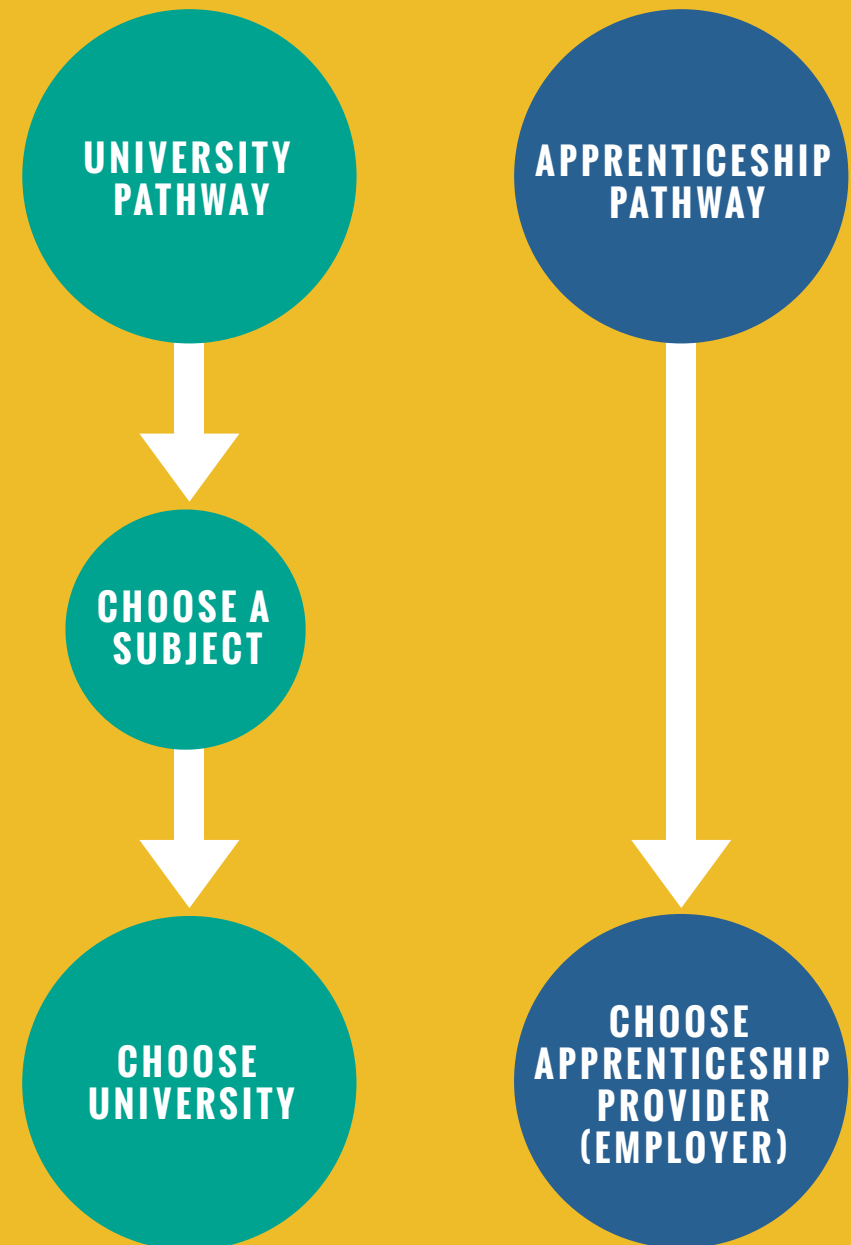 UNIVERSITY
PATHWAY
CHOOSE A
SUBJECT
CHOOSE
UNIVERSITY
APPRENTICESHIP
PATHWAY
CHOOSE
APPRENTICESHIP
PROVIDER
(EMPLOYER)